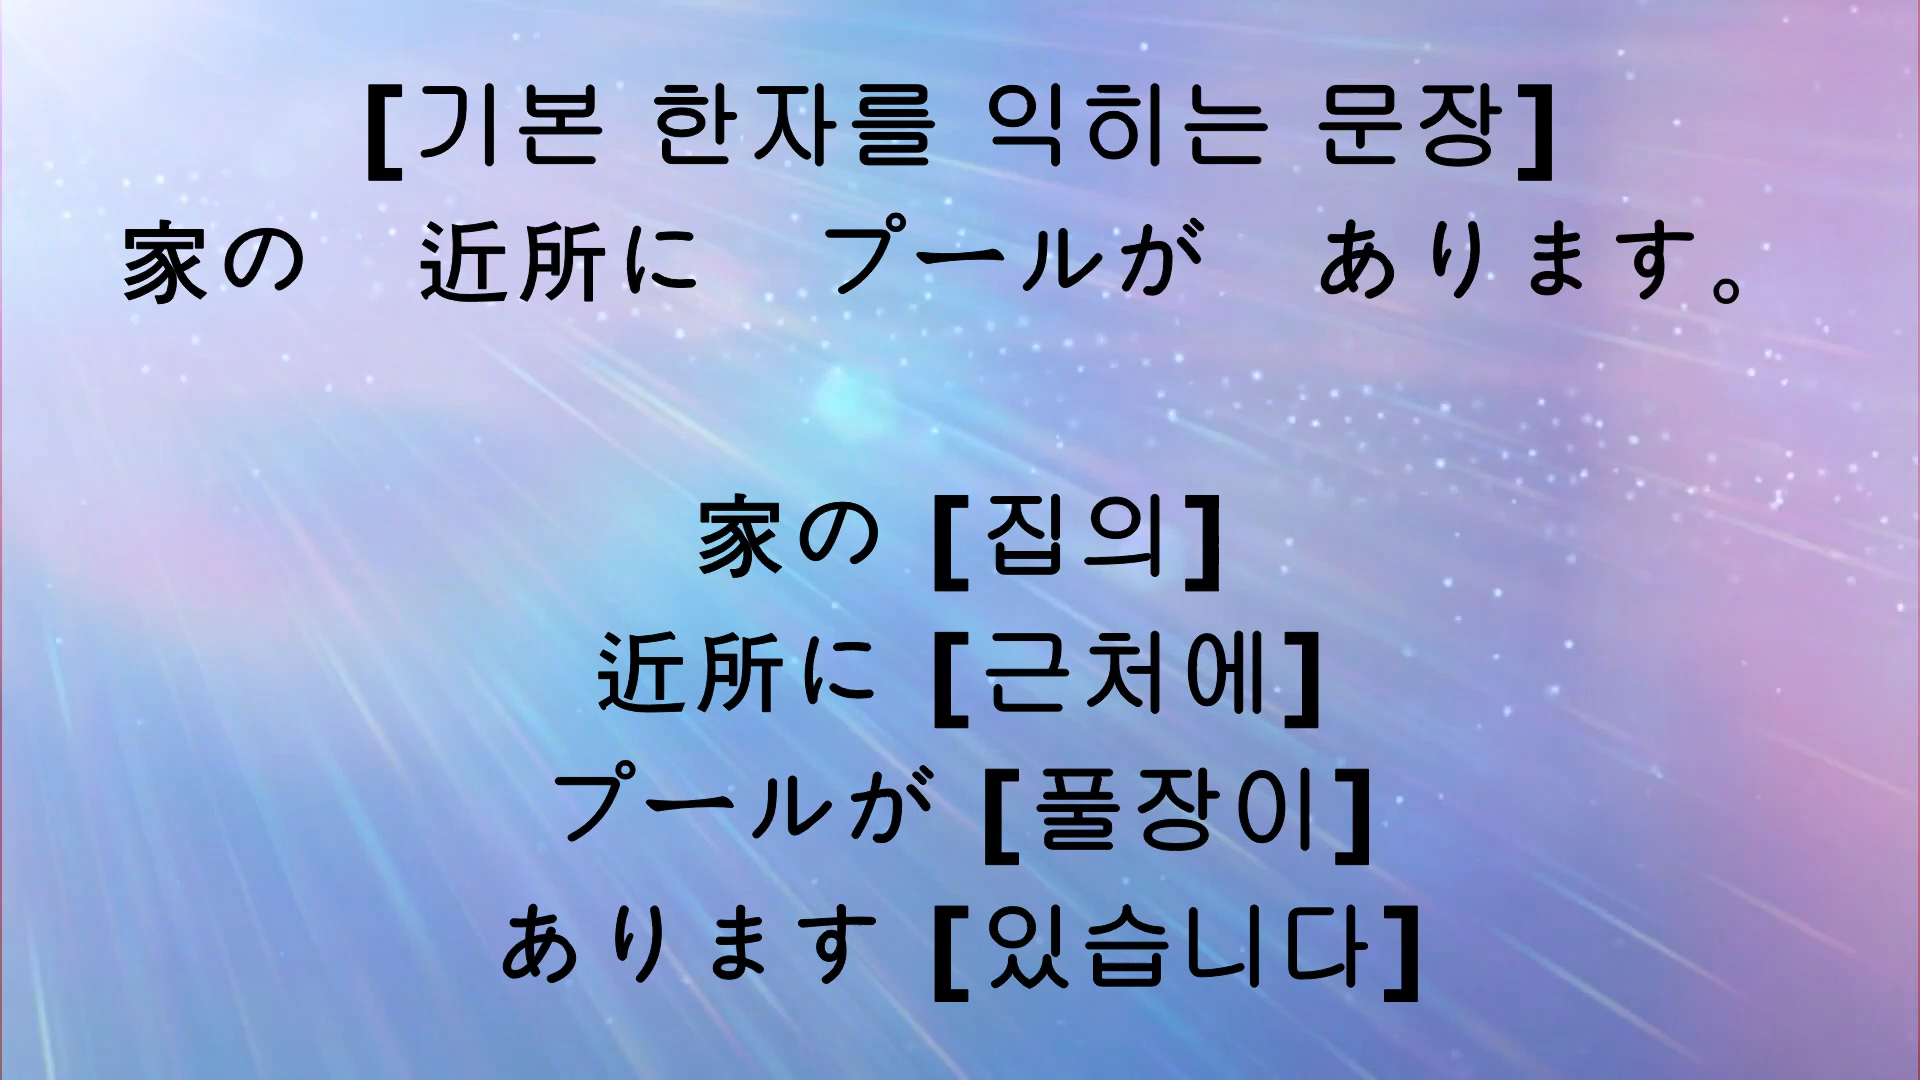 [기본 한자를 익히는 문장]
家の　近所に　プールが　あります。
家の [집의]
近所に [근처에]
プールが [풀장이]
あります [있습니다]